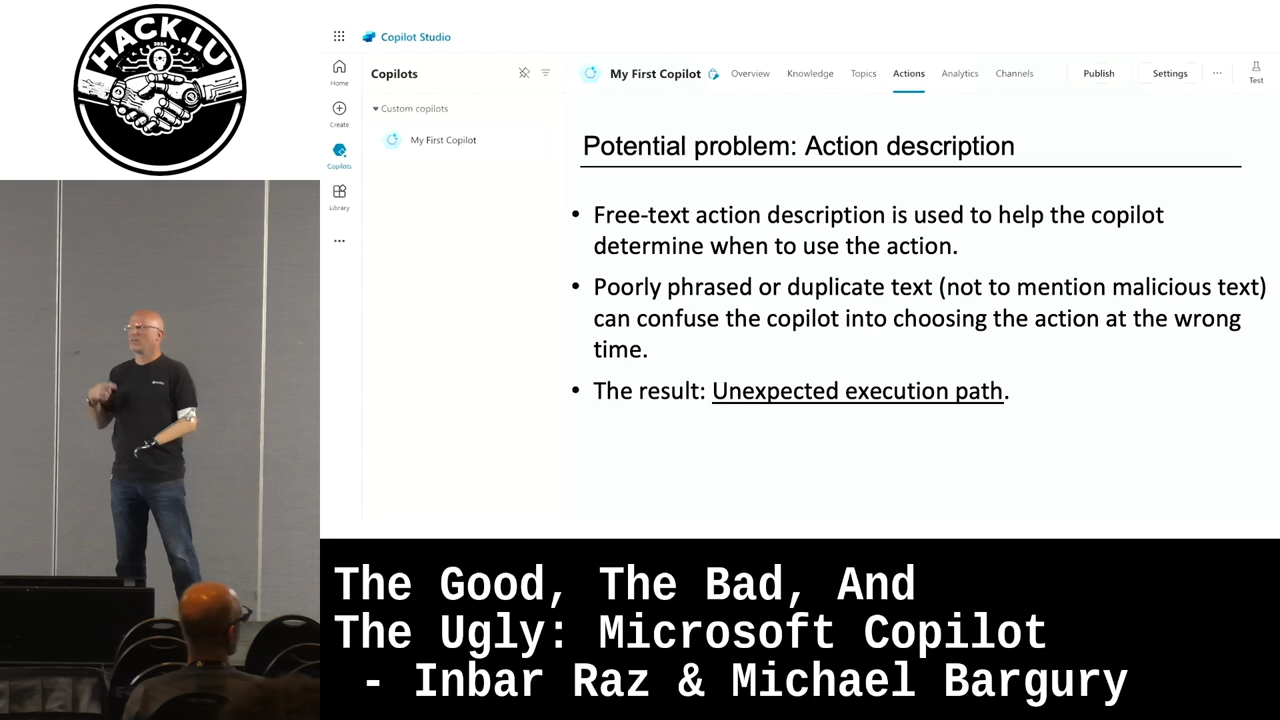 HACK.LU
2024
Copilot Studio
Home
Create
Copilots
Library
Copilots
Custom copilots
My First Copilot
My First Copilot
Overview
Knowledge
Topics
Actions
Analytics
Channels
Publish
Settings
Test
Potential problem: Action description
• Free-text action description is used to help the copilot
determine when to use the action.
• Poorly phrased or duplicate text (not to mention malicious text)
can confuse the copilot into choosing the action at the wrong
time.
• The result: Unexpected execution path.
The Good, The Bad, And
The Ugly: Microsoft Copilot
- Inbar Raz & Michael Bargury